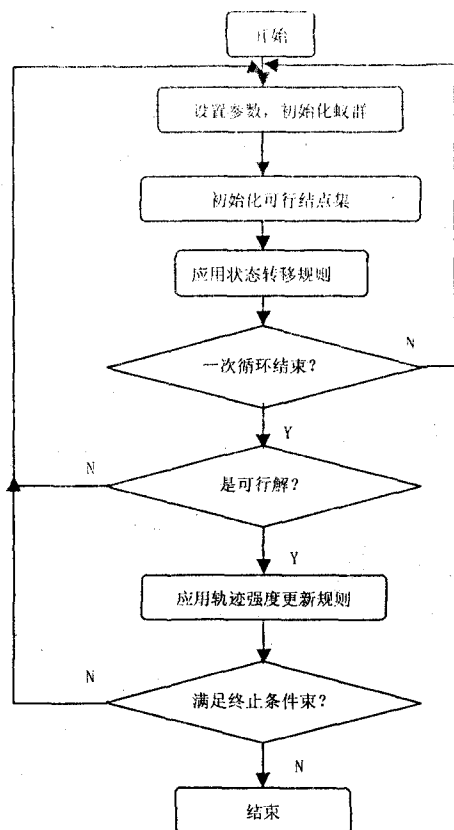 开始
设置参数，初始化蚁群
初始化可行结点集
应用状态转移规则
N
一次循环结束？
Y
N
是可行解？
Y
应用轨迹强度更新规则
N
满足终止条件束？
N
结束